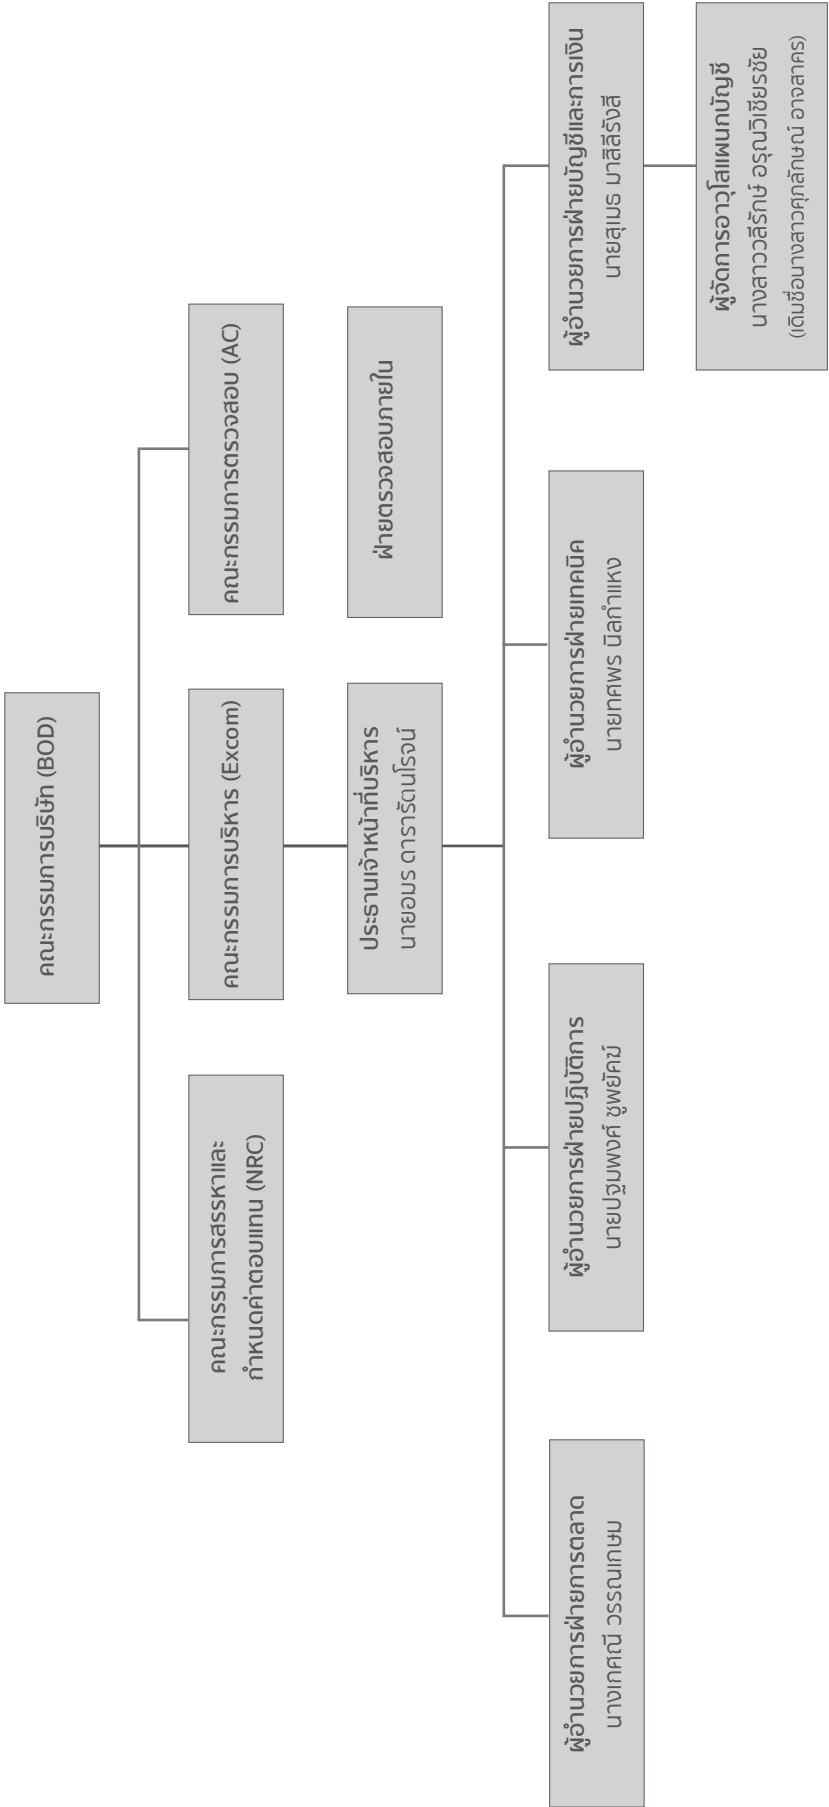 คณะกรรมการบริษัท (BOD)
คณะกรรมการสรรหาและ
กำหนดค่าตอบแทน (NRC)
คณะกรรมการบริหาร (Excom)
คณะกรรมการตรวจสอบ (AC)
ประธานเจ้าหน้าที่บริหาร
นายอมร ดารารัตนโรจน์
ฝ่ายตรวจสอบภายใน
ผู้อำนวยการฝ่ายการตลาด
นางเกศณี วรรณเกษม
ผู้อำนวยการฝ่ายปฏิบัติการ
นายปฐมพงศ์ ชูพยัคฆ์
ผู้อำนวยการฝ่ายเทคนิค
นายทศพร นิลกำแหง
ผู้อำนวยการฝ่ายบัญชีและการเงิน
นายสุเมธ มาสิลีรังสี
ผู้จัดการอาวุโสแผนกบัญชี
นางสาววลีรักษ์ อรุณวิเชียรชัย
(เดิมชื่อนางสาวศุภลักษณ์ อาจสาคร)